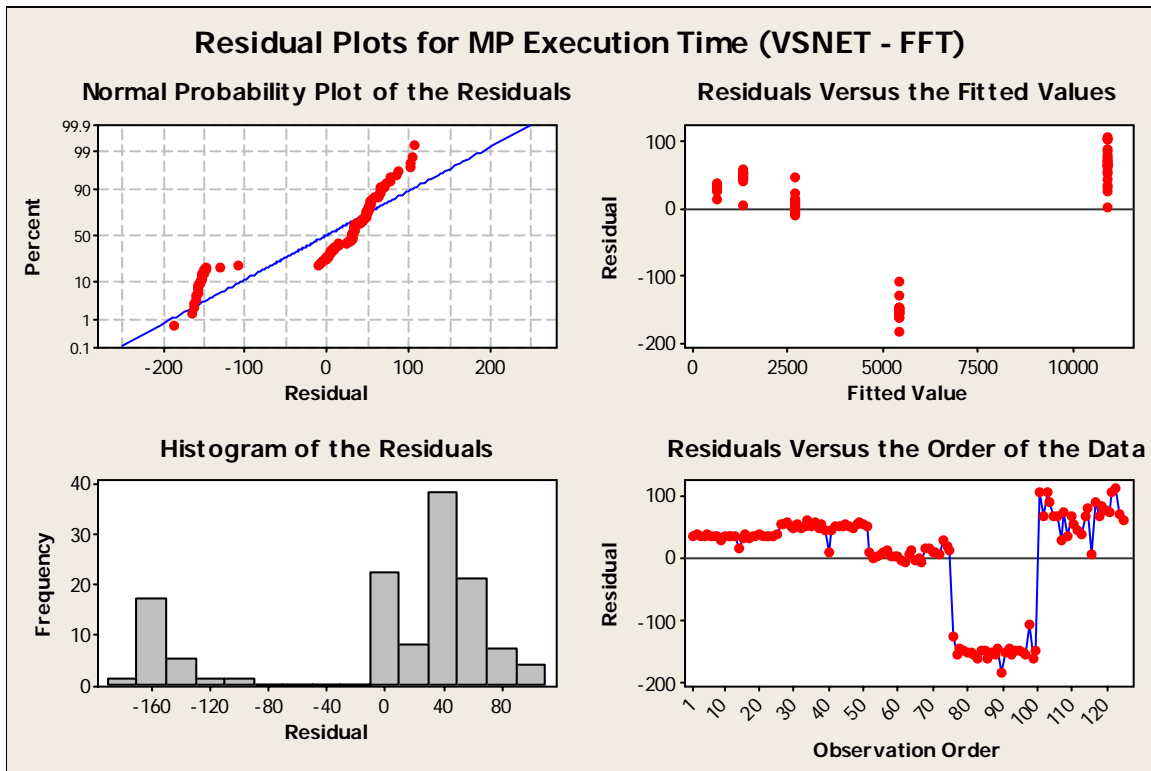 Residual Plots for MP Execution Time (VSNET - FFT)
Normal Probability Plot of the Residuals
99.9
99
90
50
10
1
0.1
Percent
-200 -100 0 100 200
Residual
Residuals Versus the Fitted Values
100
0
-100
-200
Residual
0 2500 5000 7500 10000
Fitted Value
Histogram of the Residuals
40
30
20
10
0
Frequency
-160 -120 -80 -40 0 40 80
Residual
Residuals Versus the Order of the Data
100
0
-100
-200
Residual
1 10 20 30 40 50 60 70 80 90 100 110 120
Observation Order